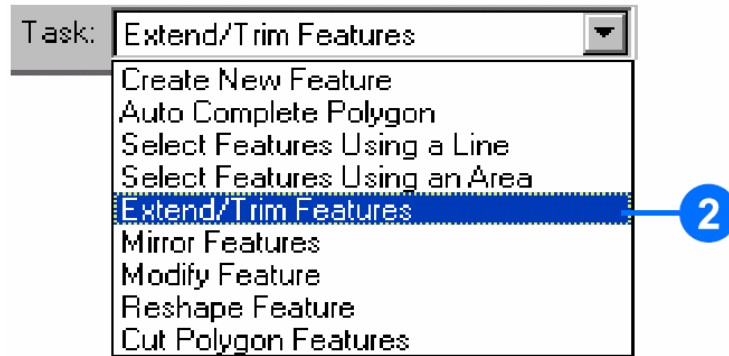 Task: Extend/Trim Features
Create New Feature
Auto Complete Polygon
Select Features Using a Line
Select Features Using an Area
Extend/Trim Features 2
Mirror Features
Modify Feature
Reshape Feature
Cut Polygon Features